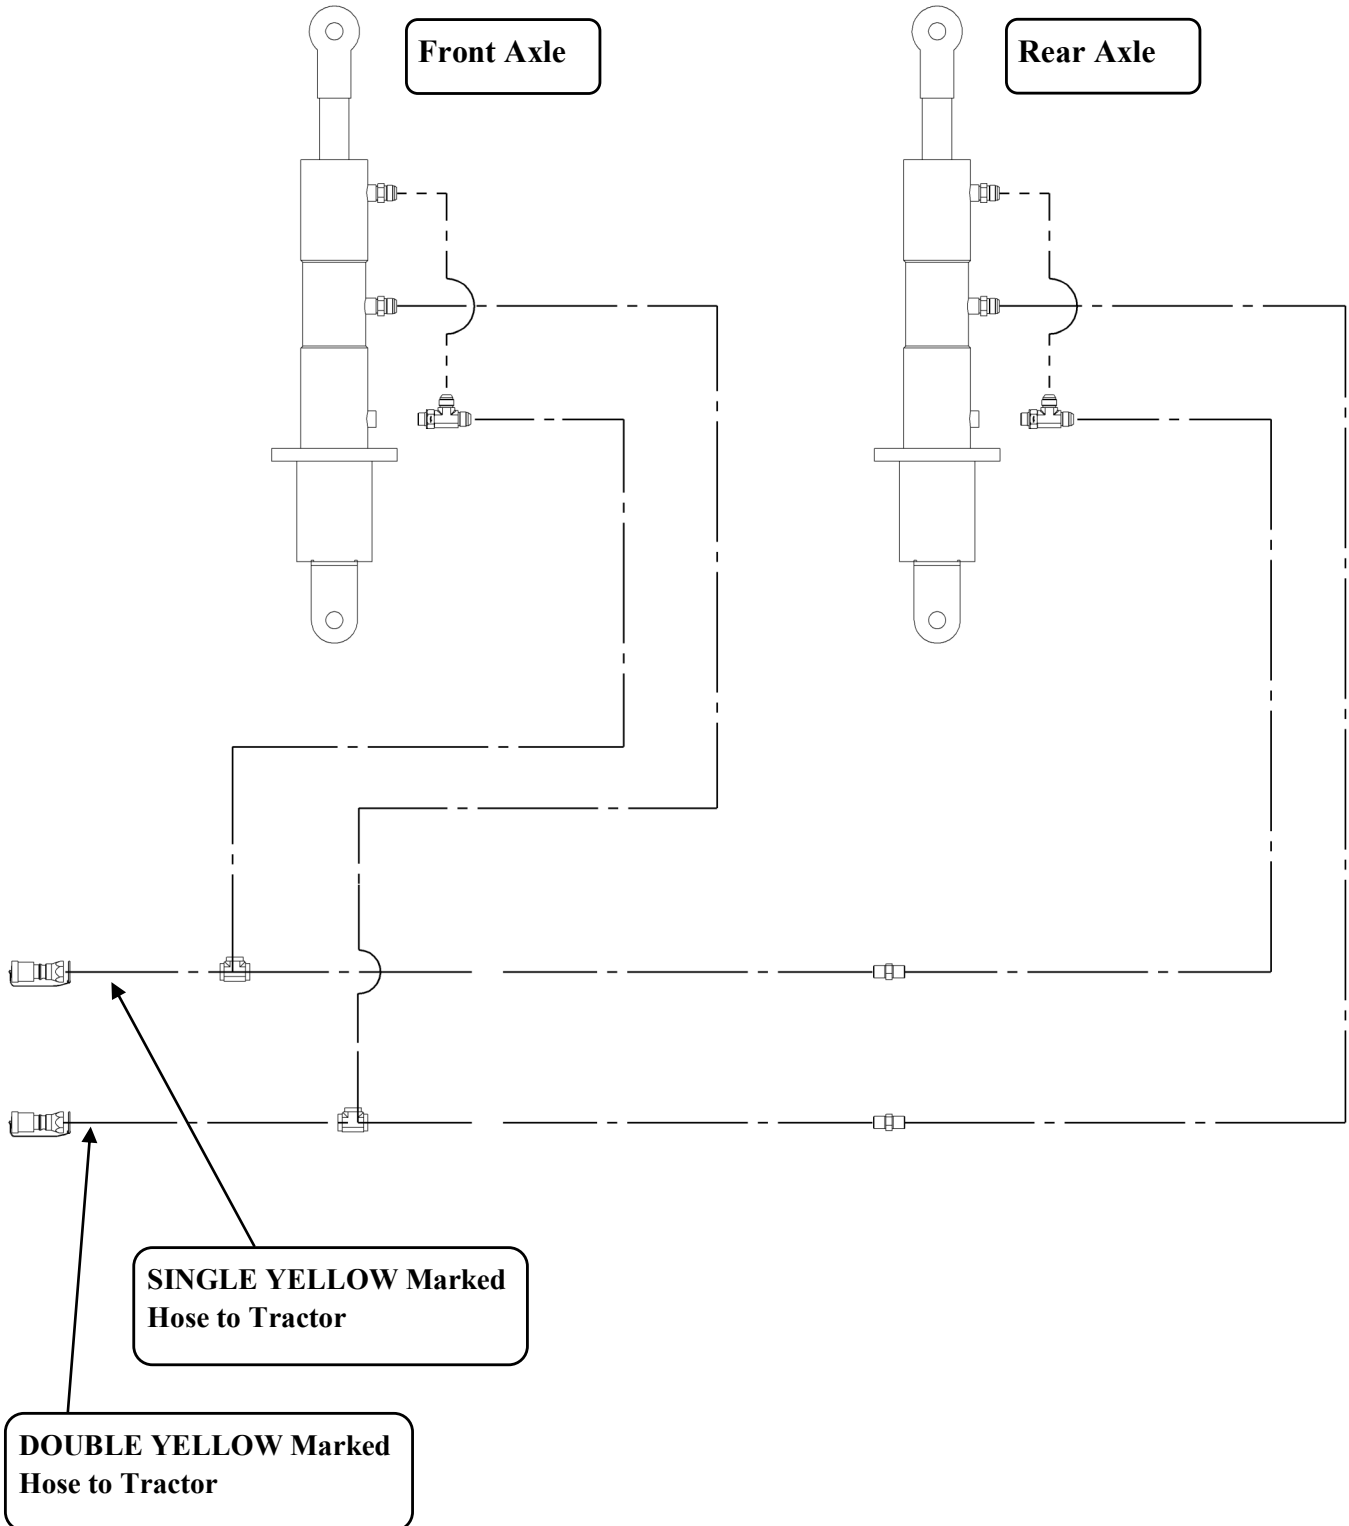 Front Axle
Rear Axle
SINGLE YELLOW Marked
Hose to Tractor
DOUBLE YELLOW Marked
Hose to Tractor